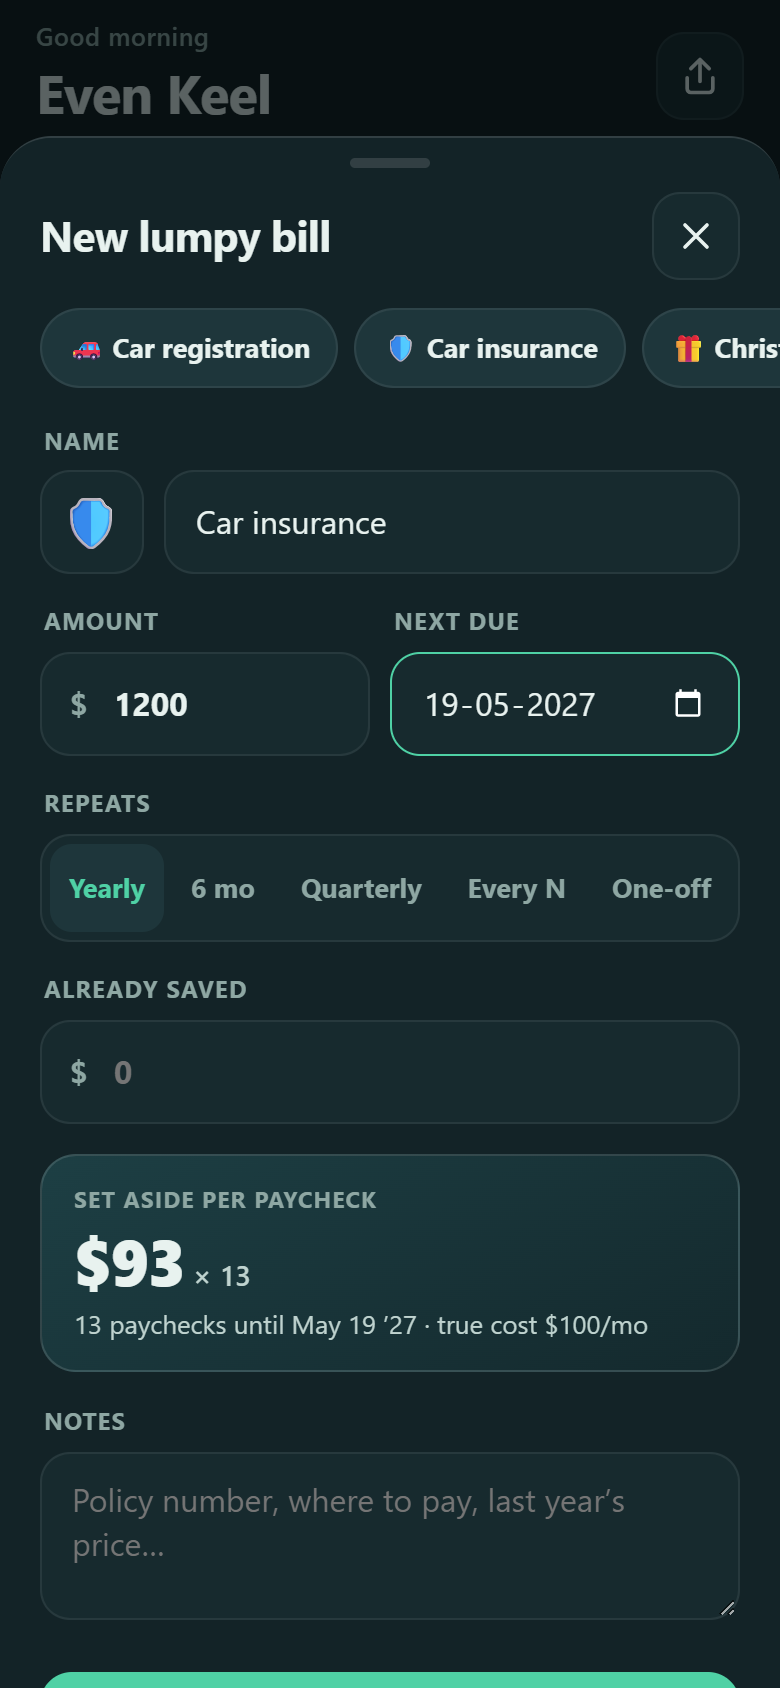 Good morning
Even Keel
New lumpy bill
Car registration
Car insurance
Christ
NAME
Car insurance
AMOUNT
NEXT DUE
$ 1200
19-05-2027
REPEATS
Yearly
6 mo
Quarterly
Every N
One-off
ALREADY SAVED
$ 0
SET ASIDE PER PAYCHECK
$93 × 13
13 paychecks until May 19 ’27 · true cost $100/mo
NOTES
Policy number, where to pay, last year’s
price…